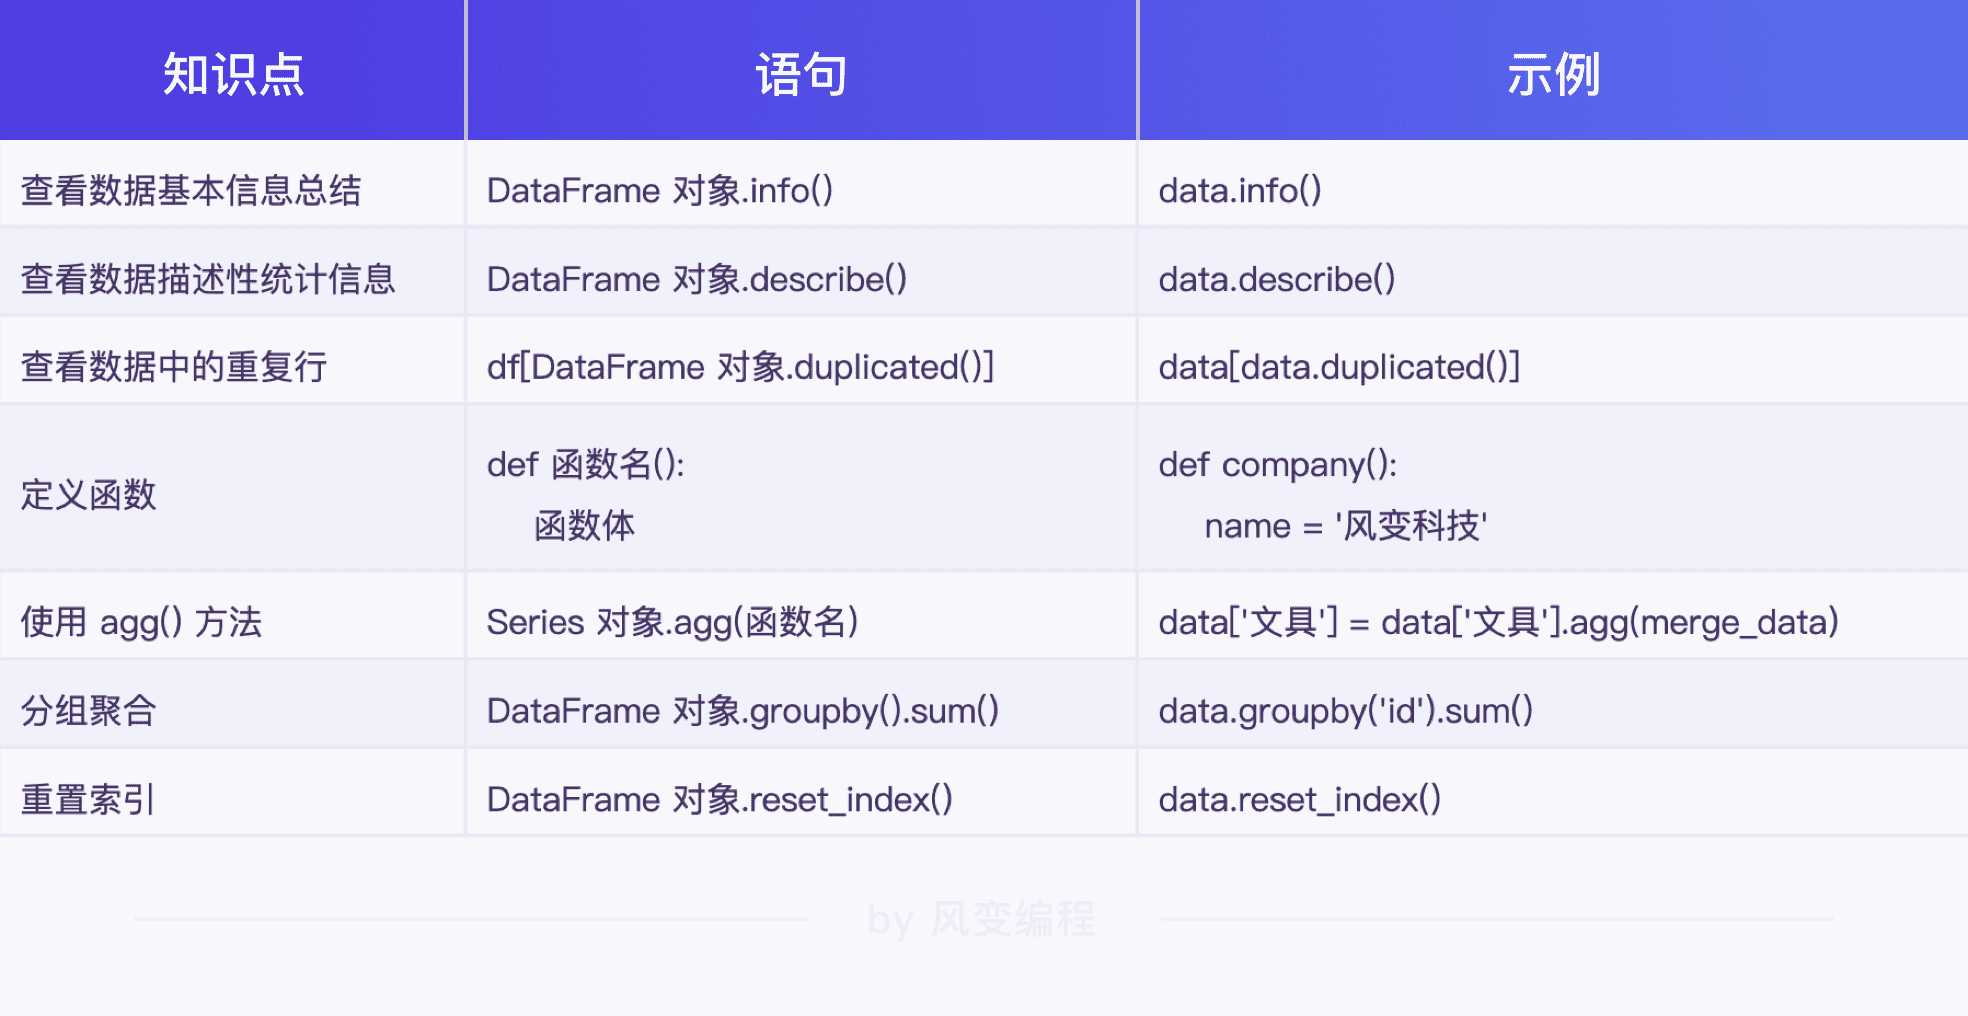 知识点 语句 示例
查看数据基本信息总结 DataFrame 对象.info() data.info()
查看数据描述性统计信息 DataFrame 对象.describe() data.describe()
查看数据中的重复行 df[DataFrame 对象.duplicated()] data[data.duplicated()]
定义函数
def 函数名():
函数体
def company():
name = '风变科技'
使用 agg() 方法 Series 对象.agg(函数名) data['文具'] = data['文具'].agg(merge_data)
分组聚合 DataFrame 对象.groupby().sum() data.groupby('id').sum()
重置索引 DataFrame 对象.reset_index() data.reset_index()
by 风变编程